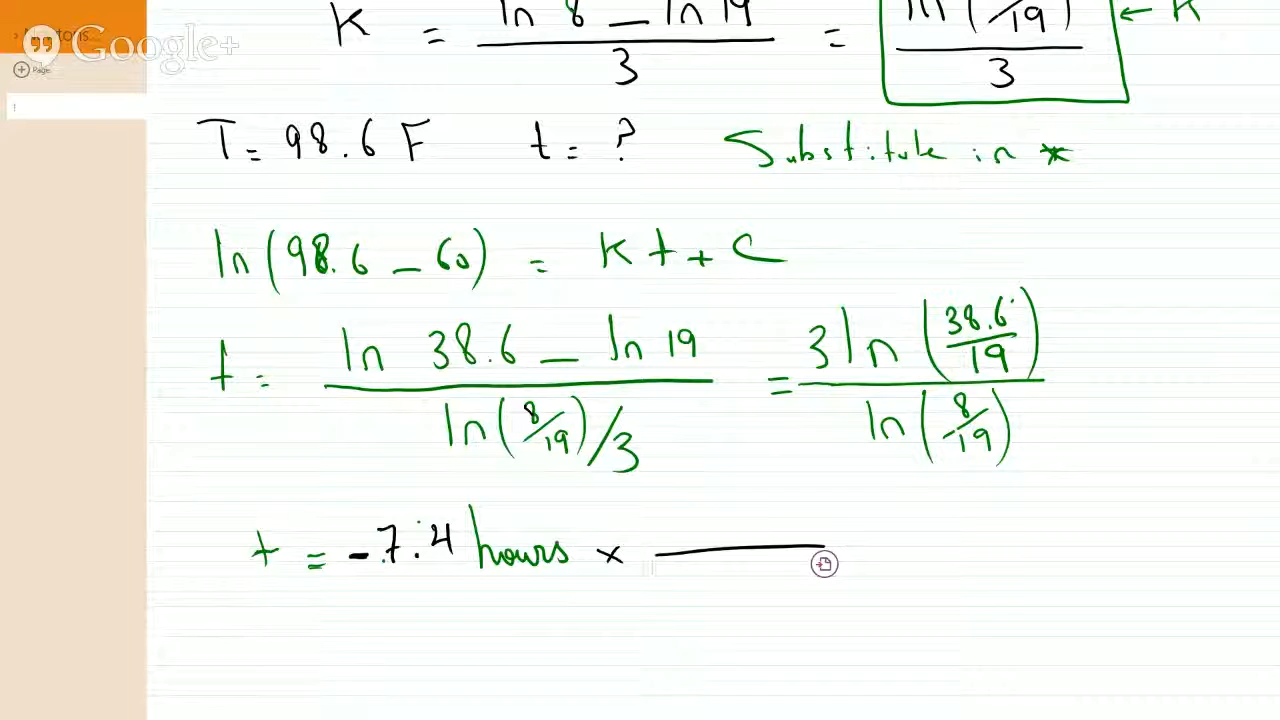 Google+
Page
K = ln 8 - ln 19 / 3 = ln(8/19) / 3 ← K
T = 98.6 F t = ? Substitute in *
ln(98.6 - 60) = Kt + C
t = ln 38.6 - ln 19 / ln(8/19)/3 = 3 ln(38.6/19) / ln(8/19)
t = -7.4 hours ×